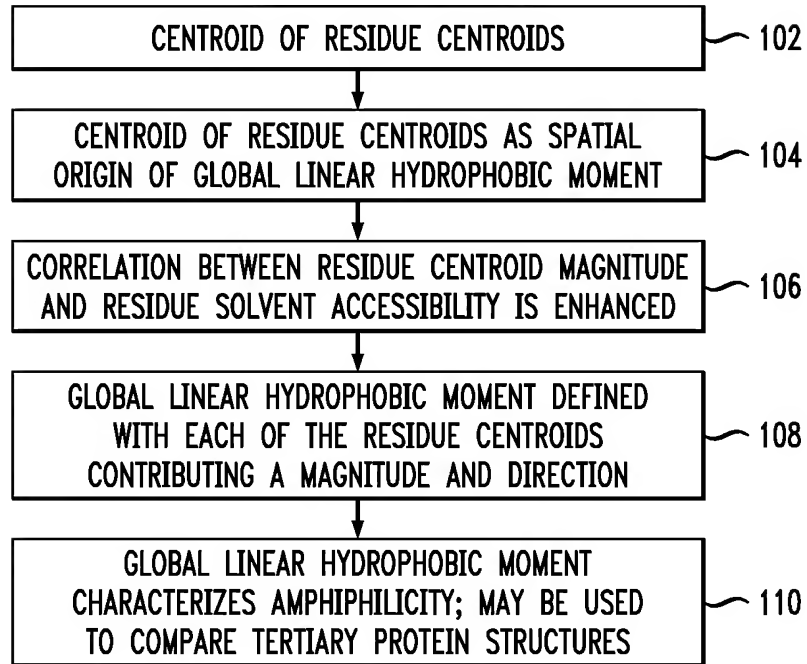 CENTROID OF RESIDUE CENTROIDS
102
CENTROID OF RESIDUE CENTROIDS AS SPATIAL
ORIGIN OF GLOBAL LINEAR HYDROPHOBIC MOMENT
104
CORRELATION BETWEEN RESIDUE CENTROID MAGNITUDE
AND RESIDUE SOLVENT ACCESSIBILITY IS ENHANCED
106
GLOBAL LINEAR HYDROPHOBIC MOMENT DEFINED
WITH EACH OF THE RESIDUE CENTROIDS
CONTRIBUTING A MAGNITUDE AND DIRECTION
108
GLOBAL LINEAR HYDROPHOBIC MOMENT
CHARACTERIZES AMPHIPHILICITY; MAY BE USED
TO COMPARE TERTIARY PROTEIN STRUCTURES
110